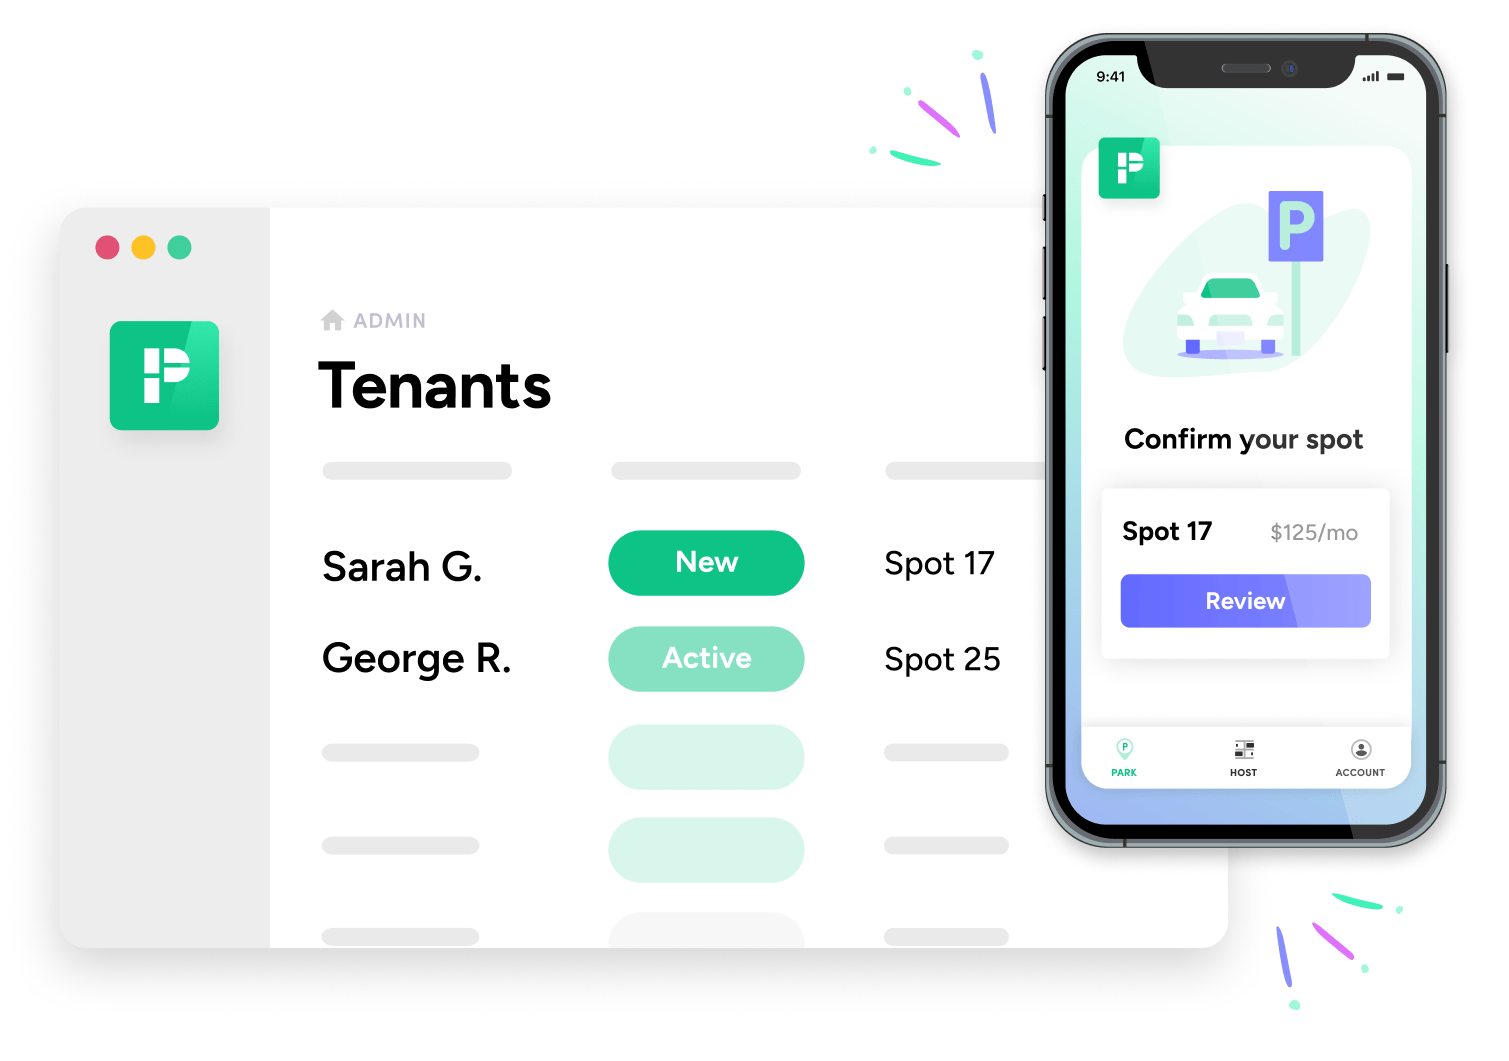 ADMIN
Tenants
Sarah G.
New
Spot 17
George R.
Active
Spot 25
9:41
P
P
Confirm your spot
Spot 17
$125/mo
Review
P
PARK
HOST
ACCOUNT
P